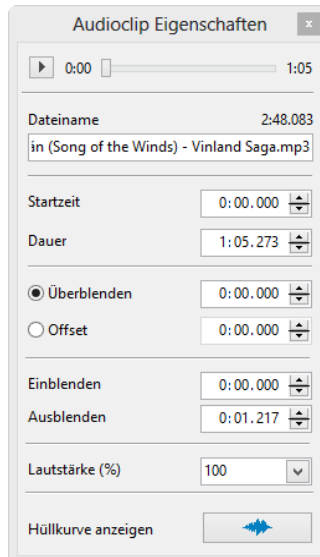 Audioclip Eigenschaften
0:00 1:05
Dateiname 2:48.083
(Song of the Winds) - Vinland Saga.mp3
Startzeit 0:00.000
Dauer 1:05.273
Überblenden 0:00.000
Offset 0:00.000
Einblenden 0:00.000
Ausblenden 0:01.217
Lautstärke (%) 100
Hüllkurve anzeigen